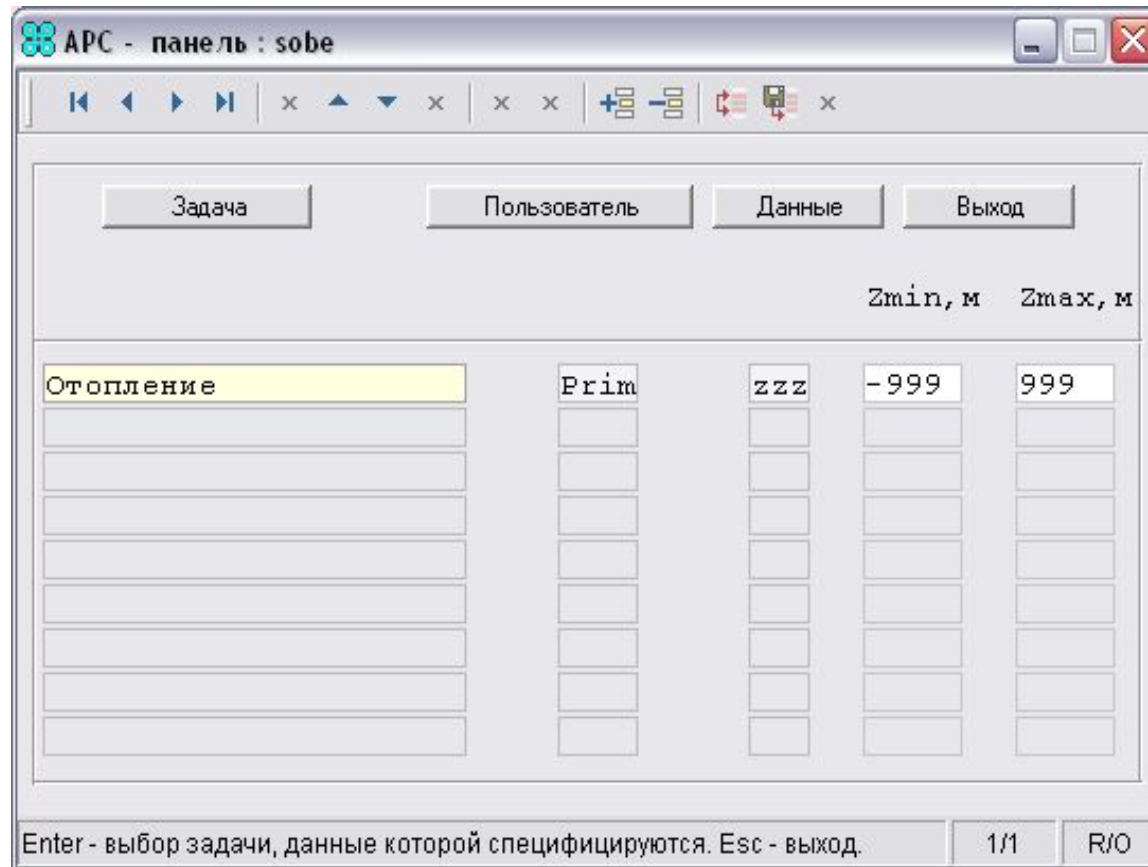 АРС - панель : sobe
Задача Пользователь Данные Выход
Zmin, м Zmax, м
Отопление Prim zzz -999 999
Enter - выбор задачи, данные которой специфицируются. Esc - выход. 1/1 R/O